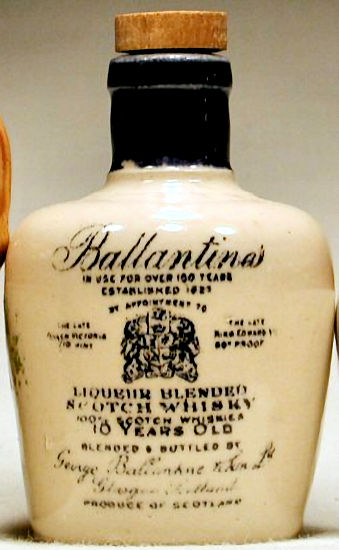 Ballantine's
IN USE FOR OVER 100 YEARS
ESTABLISHED 1827
BY APPOINTMENT TO
THE LATE
QUEEN VICTORIA
THE LATE
KING EDWARD VII
80° PROOF
LIQUEUR BLENDED
SCOTCH WHISKY
100% SCOTCH WHISKIES
10 YEARS OLD
BLENDED & BOTTLED BY
George Ballantine & Son Ltd
Glasgow Scotland
PRODUCE OF SCOTLAND